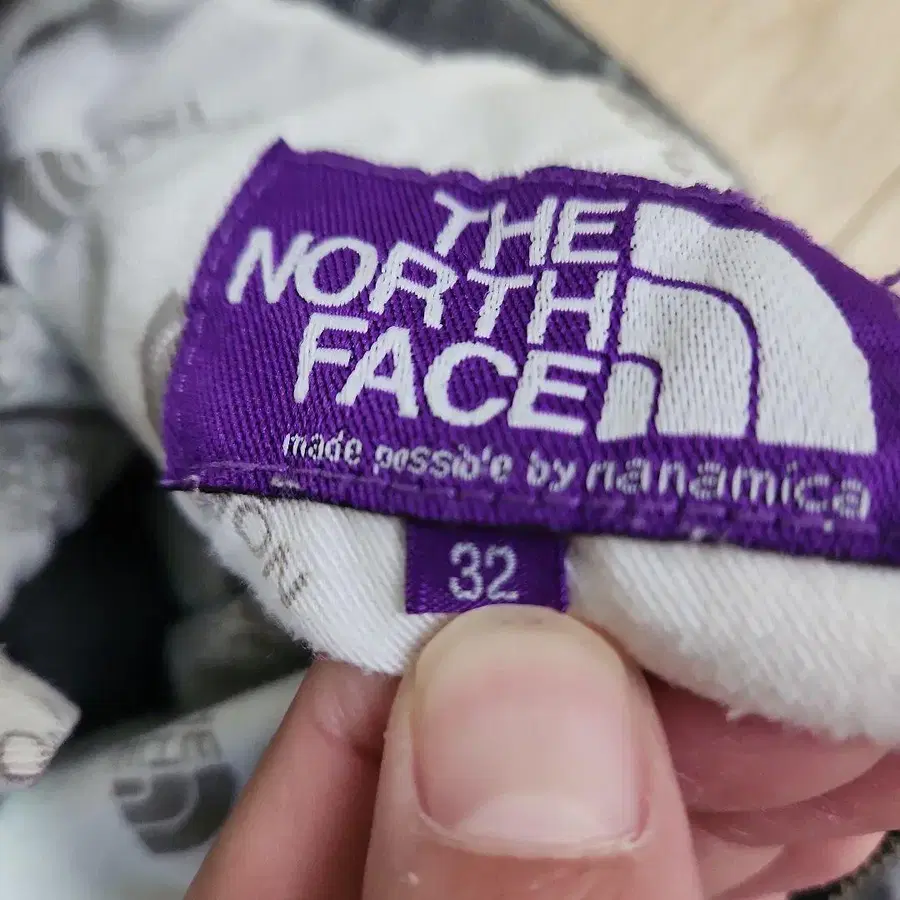 THE
NORTH
FACE
made possible by nanamica
32